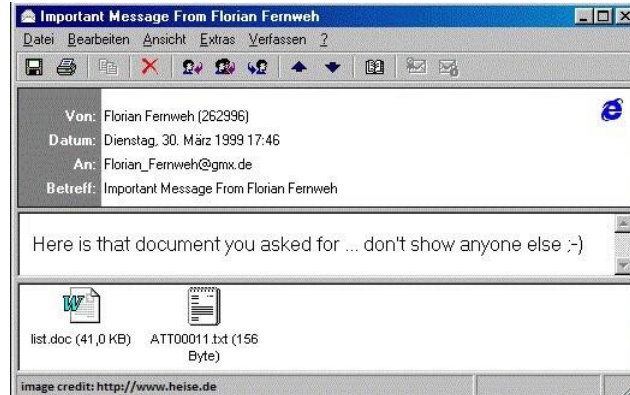 Important Message From Florian Fernweh
Datei Bearbeiten Ansicht Extras Verfassen ?
Von: Florian Fernweh (262996)
Datum: Dienstag, 30. März 1999 17:46
An: Florian_Fernweh@gmx.de
Betreff: Important Message From Florian Fernweh
Here is that document you asked for ... don't show anyone else ;-)
list.doc (41,0 KB) ATT00011.txt (156
Byte)
image credit: http://www.heise.de